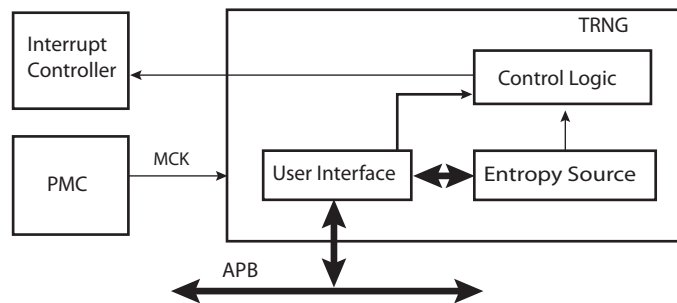 TRNG
Interrupt
Controller
Control Logic
MCK
PMC
User Interface
Entropy Source
APB